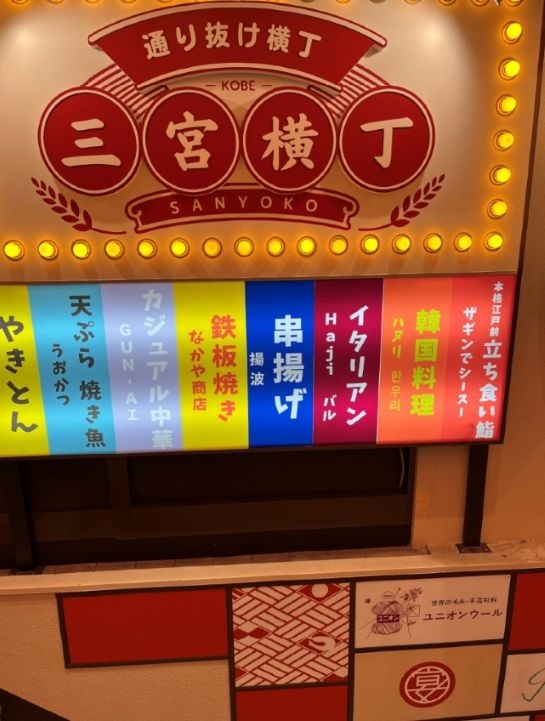 通り抜け横丁
KOBE
三宮横丁
SANYOKO
本格江戸前
立ち食い鮨
ザギンでシースー
韓国料理
ハヌリ 한우리
イタリアン
Haji バル
串揚げ
揚波
鉄板焼き
なかや商店
カジュアル中華
GUN AI
天ぷら 焼き魚
うおかつ
やきとん
世界の毛糸・手芸材料
ユニオン
ユニオンウール
宴